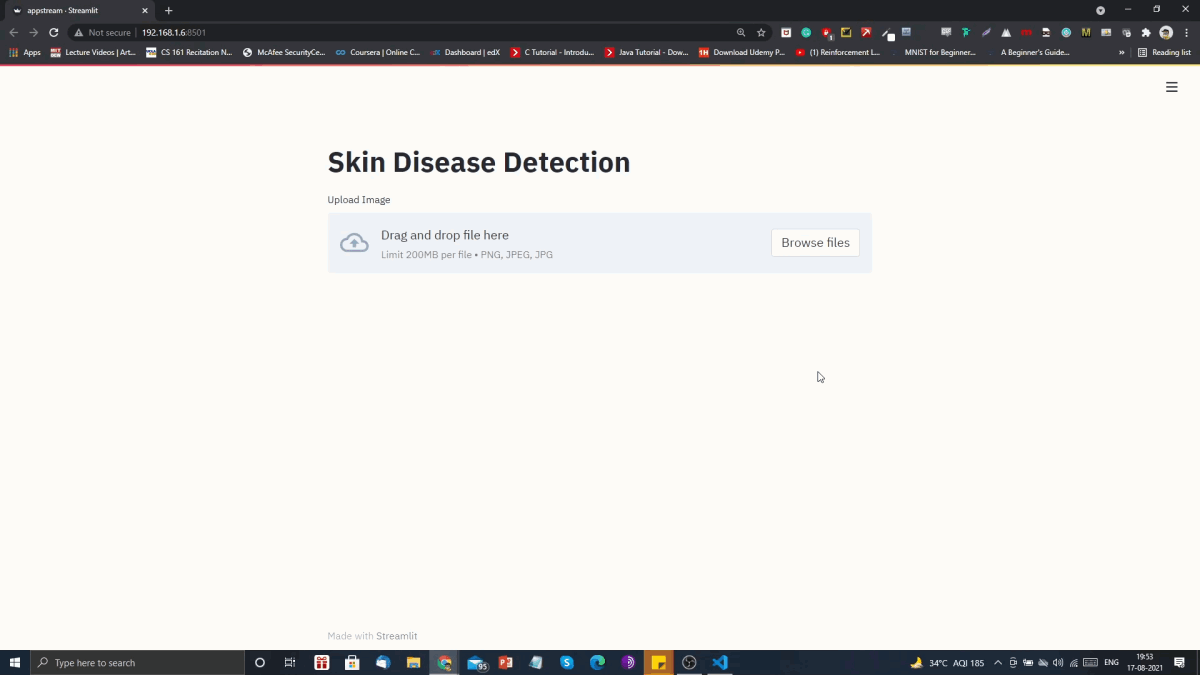 appstream · Streamlit
Not secure 192.168.1.6:8501
Apps Lecture Videos | Art... CS 161 Recitation N... McAfee SecurityCe... Coursera | Online C... Dashboard | edX C Tutorial - Introdu... Java Tutorial - Dow... Download Udemy P... (1) Reinforcement L... MNIST for Beginner... A Beginner's Guide... » Reading list
Skin Disease Detection
Upload Image
Drag and drop file here
Limit 200MB per file • PNG, JPEG, JPG
Browse files
Made with Streamlit
Type here to search
95
34°C AQI 185
ENG
19:53
17-08-2021